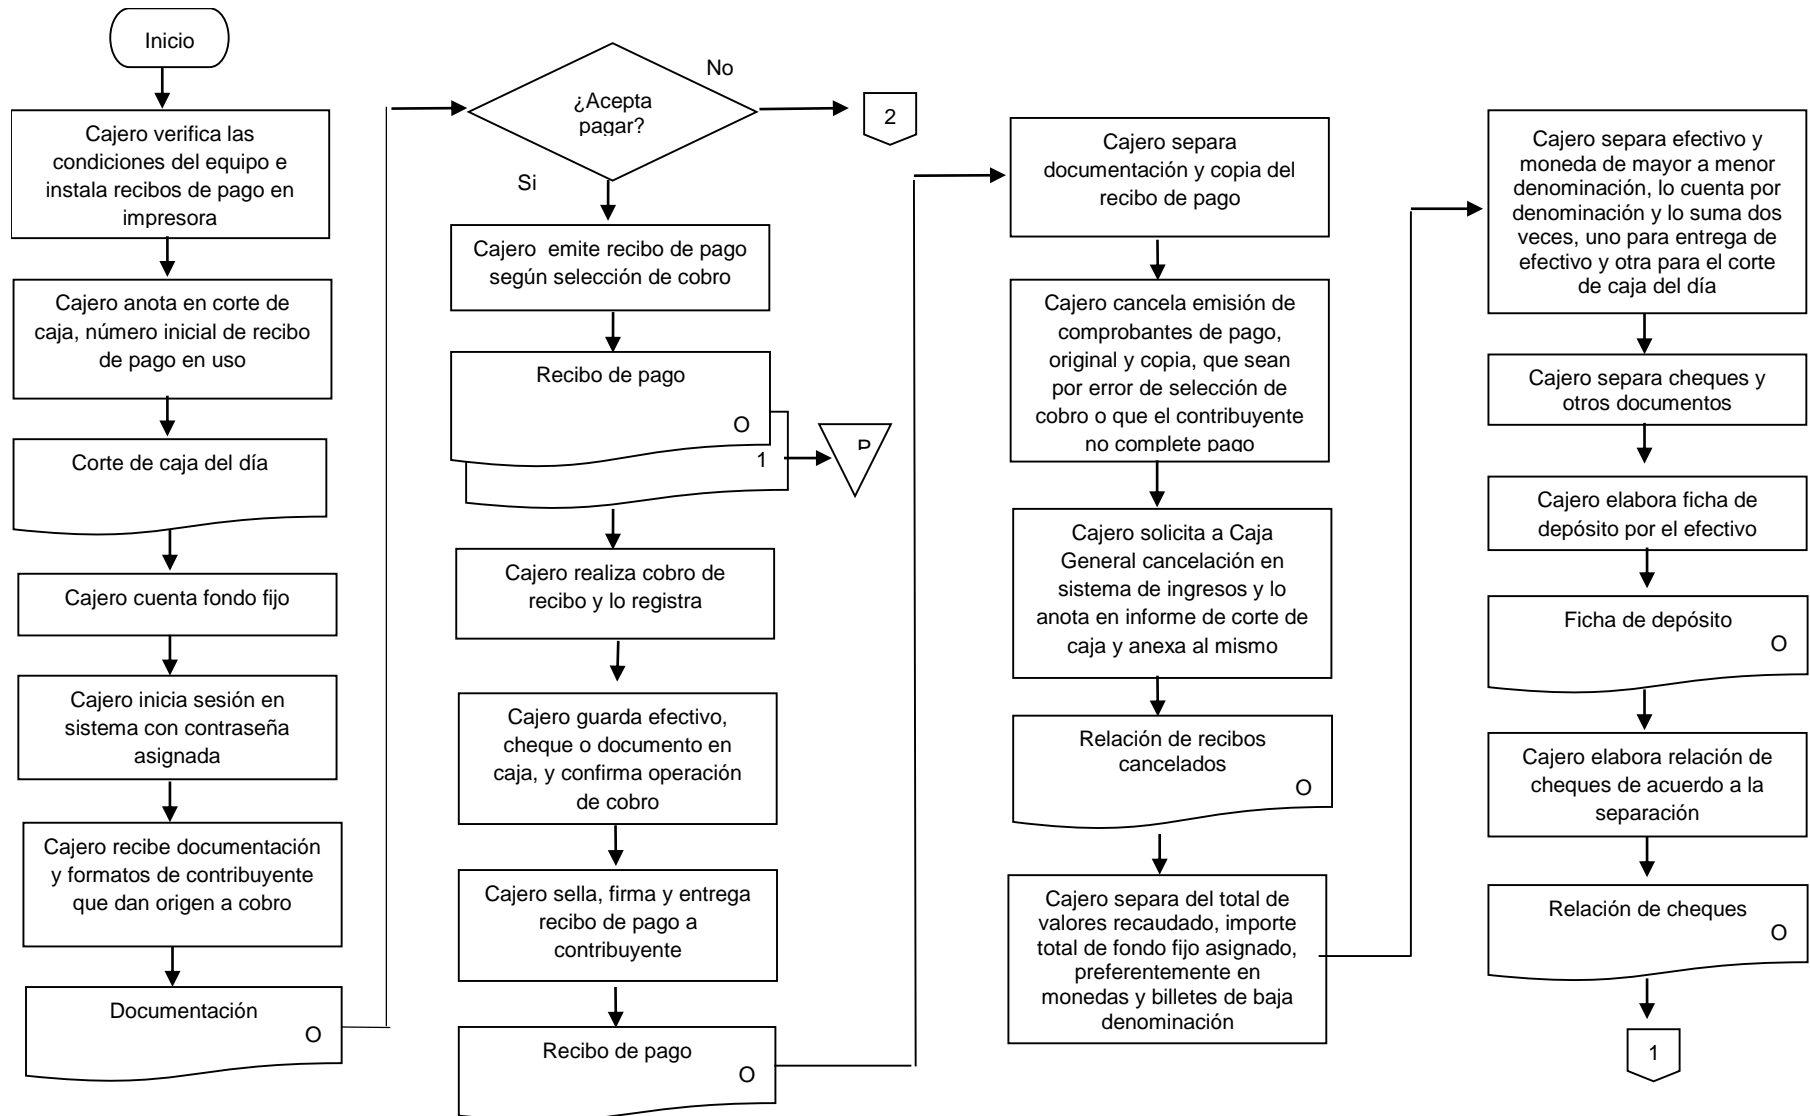 Inicio
Cajero verifica las
condiciones del equipo e
instala recibos de pago en
impresora
Cajero anota en corte de
caja, número inicial de recibo
de pago en uso
Corte de caja del día
Cajero cuenta fondo fijo
Cajero inicia sesión en
sistema con contraseña
asignada
Cajero recibe documentación
y formatos de contribuyente
que dan origen a cobro
Documentación
O
¿Acepta
pagar?
No
2
Si
Cajero emite recibo de pago
según selección de cobro
Recibo de pago
O
1
Cajero realiza cobro de
recibo y lo registra
Cajero guarda efectivo,
cheque o documento en
caja, y confirma operación
de cobro
Cajero sella, firma y entrega
recibo de pago a
contribuyente
Recibo de pago
O
Cajero separa
documentación y copia del
recibo de pago
Cajero cancela emisión de
comprobantes de pago,
original y copia, que sean
por error de selección de
cobro o que el contribuyente
no complete pago
Cajero solicita a Caja
General cancelación en
sistema de ingresos y lo
anota en informe de corte de
caja y anexa al mismo
Relación de recibos
cancelados
O
Cajero separa del total de
valores recaudado, importe
total de fondo fijo asignado,
preferentemente en
monedas y billetes de baja
denominación
Cajero separa efectivo y
moneda de mayor a menor
denominación, lo cuenta por
denominación y lo suma dos
veces, uno para entrega de
efectivo y otra para el corte
de caja del día
Cajero separa cheques y
otros documentos
Cajero elabora ficha de
depósito por el efectivo
Ficha de depósito
O
Cajero elabora relación de
cheques de acuerdo a la
separación
Relación de cheques
O
1